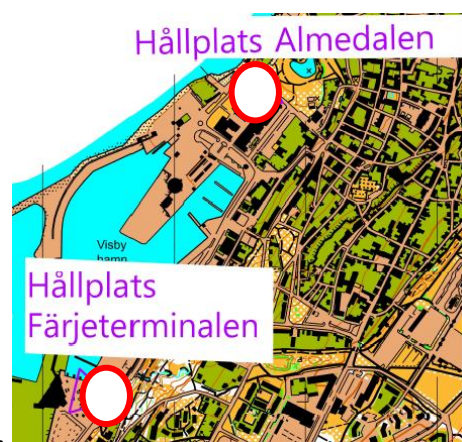 Hållplats Almedalen
Visby
hamn
Hållplats
Färjeterminalen